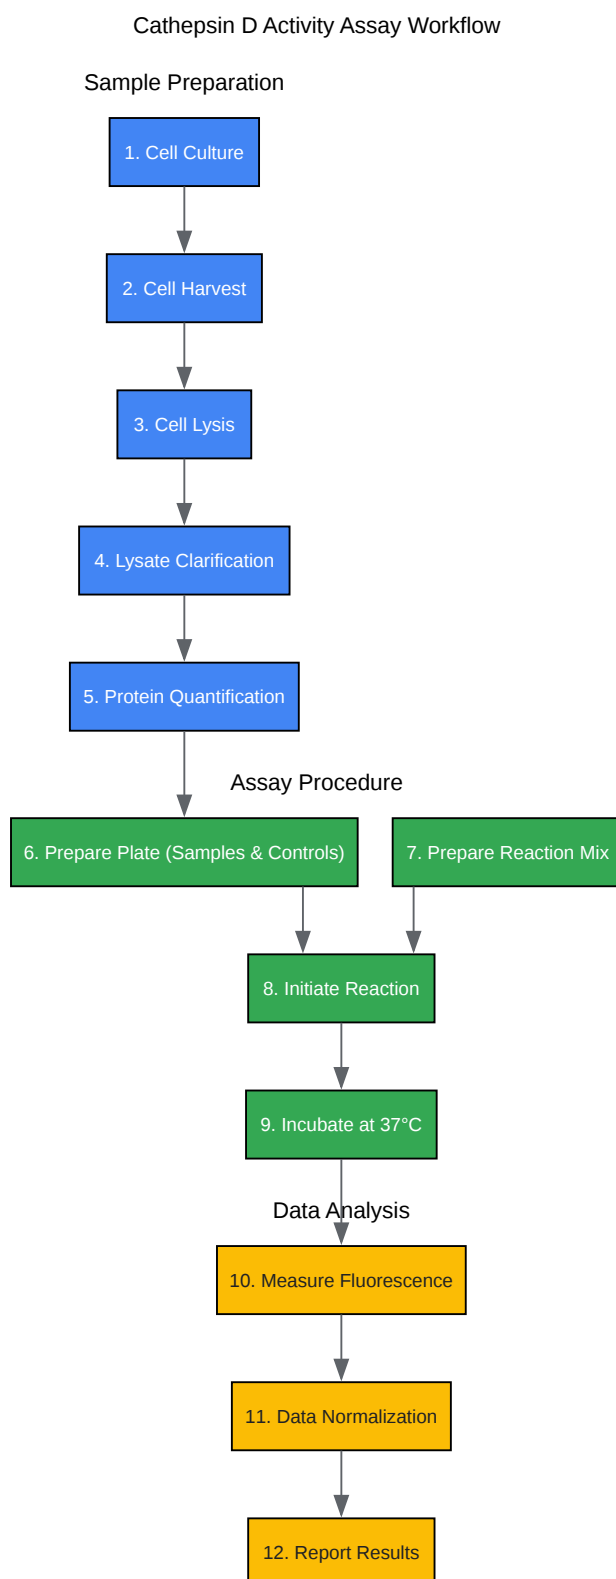 Cathepsin D Activity Assay Workflow
Sample Preparation
1. Cell Culture
2. Cell Harvest
3. Cell Lysis
4. Lysate Clarification
5. Protein Quantification
Assay Procedure
6. Prepare Plate (Samples & Controls)
7. Prepare Reaction Mix
8. Initiate Reaction
9. Incubate at 37°C
Data Analysis
10. Measure Fluorescence
11. Data Normalization
12. Report Results